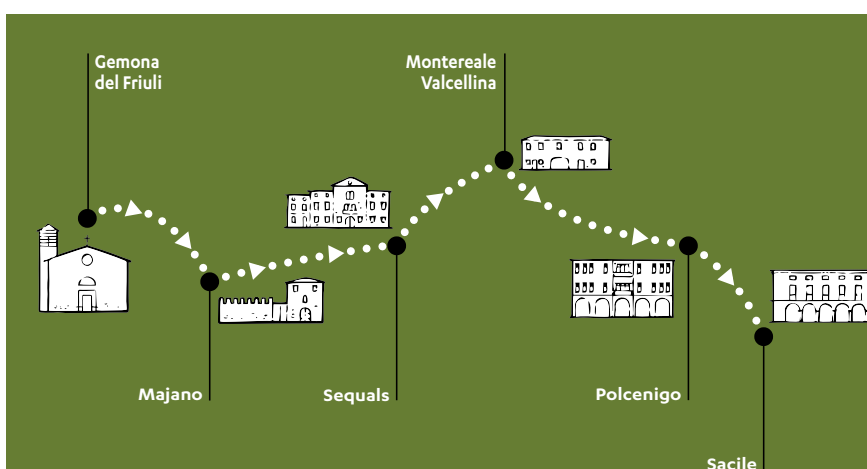 Gemona
del Friuli
Montereale
Valcellina
Majano
Sequals
Polcenigo
Sacile